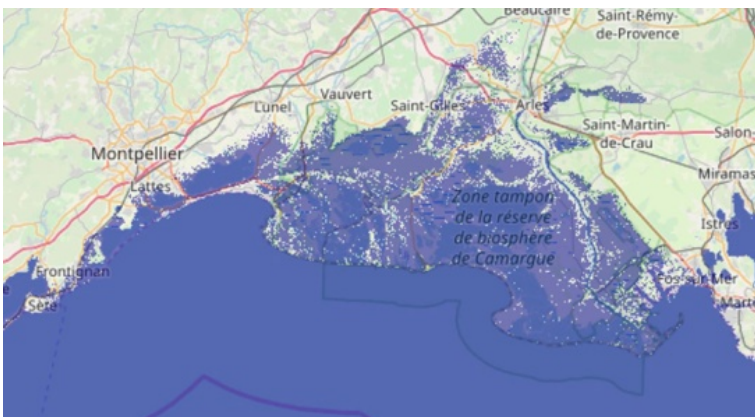 Beaucaire
Saint-Rémy-
de-Provence
Vauvert
Lunel
Saint-Gilles
Arles
Saint-Martin-
de-Crau
Salon
Montpellier
Miramas
Lattes
Zone tampon
de la réserve
de biosphère
de Camargue
Istres
Frontignan
Fos-sur-Mer
Sète
Marti